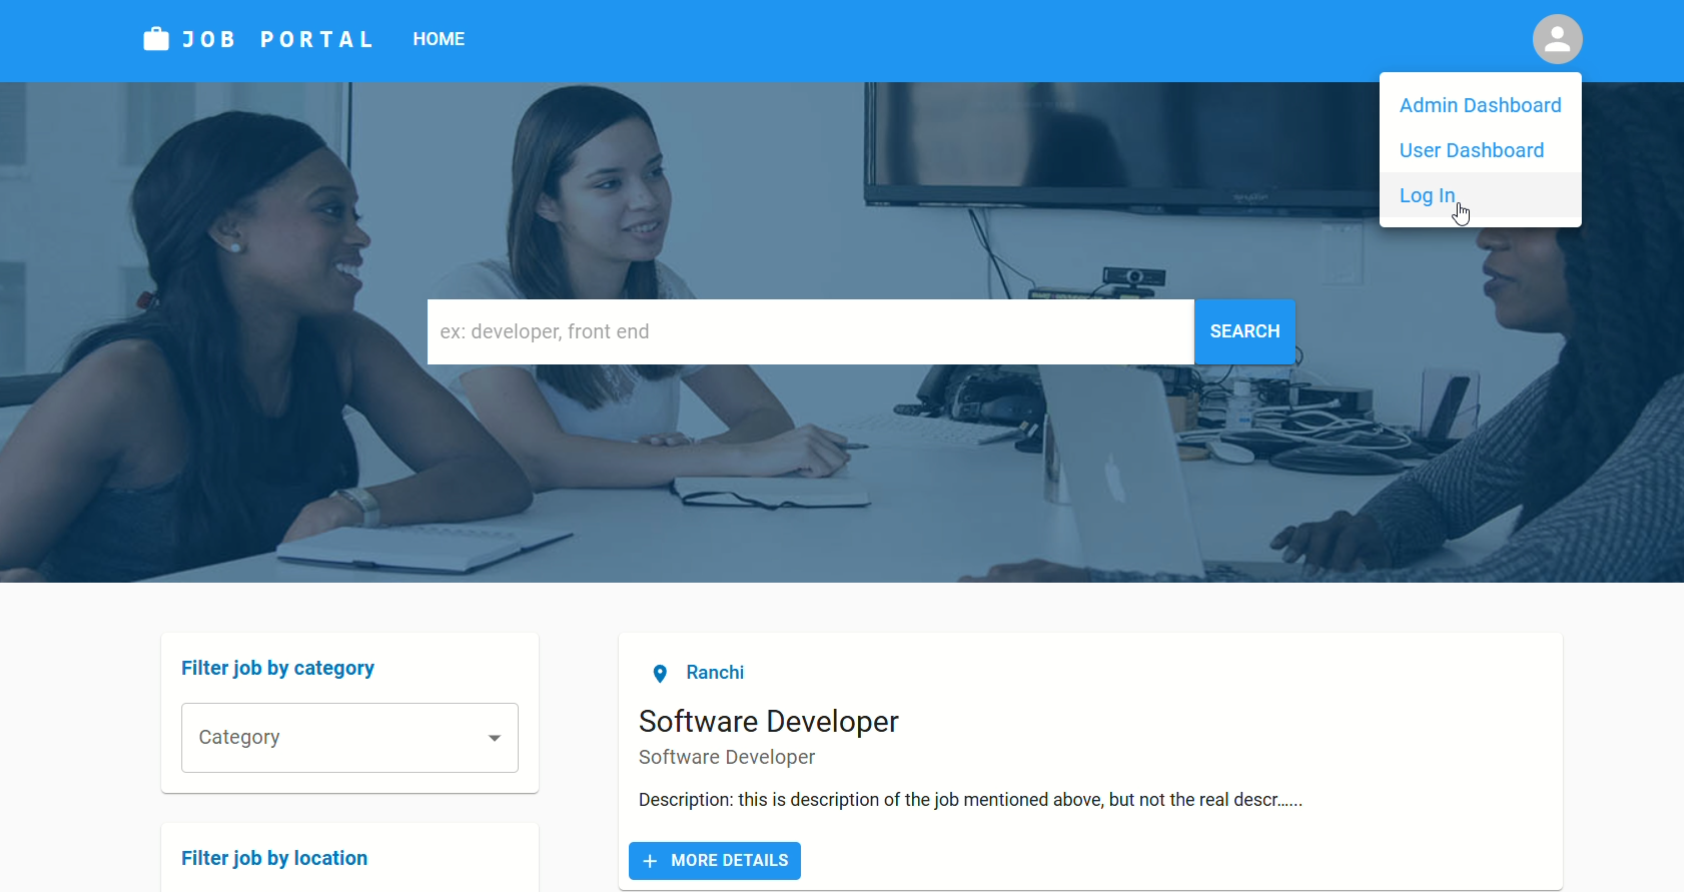 JOB PORTAL
HOME
Admin Dashboard
User Dashboard
Log In
ex: developer, front end
SEARCH
Filter job by category
Category
Filter job by location
Ranchi
Software Developer
Software Developer
Description: this is description of the job mentioned above, but not the real descr......
+ MORE DETAILS